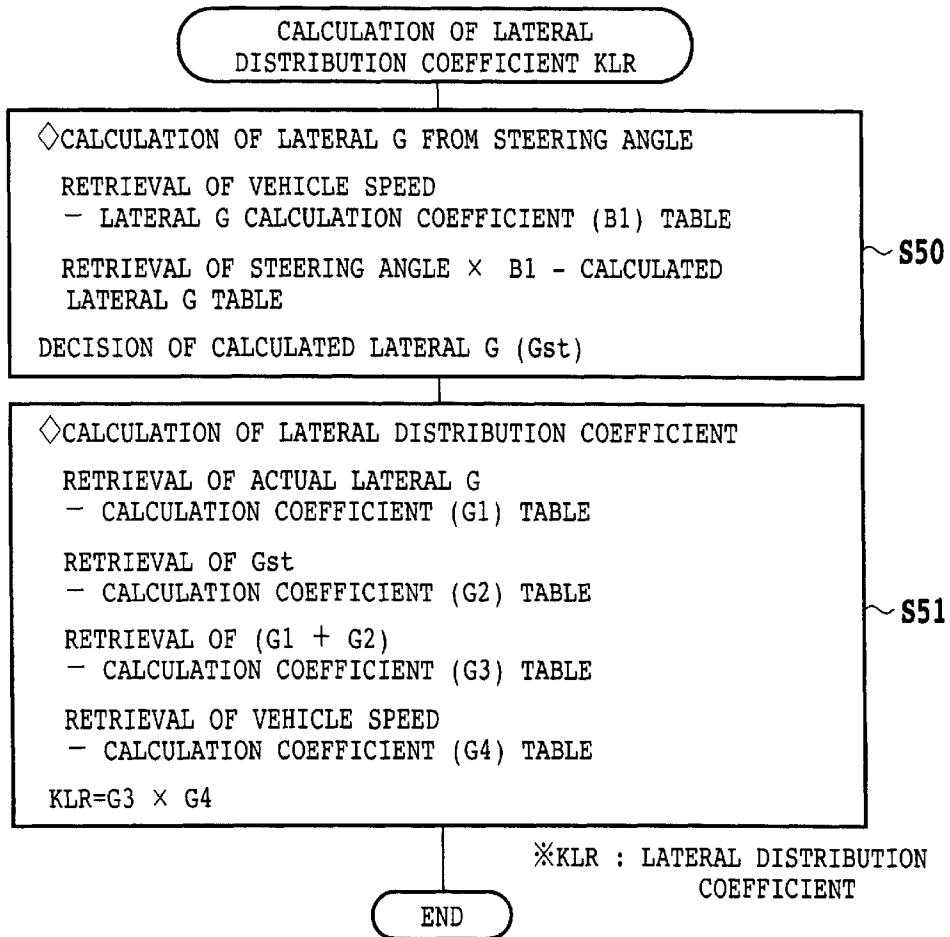 CALCULATION OF LATERAL
DISTRIBUTION COEFFICIENT KLR
◇CALCULATION OF LATERAL G FROM STEERING ANGLE
RETRIEVAL OF VEHICLE SPEED
− LATERAL G CALCULATION COEFFICIENT (B1) TABLE
RETRIEVAL OF STEERING ANGLE × B1 - CALCULATED
LATERAL G TABLE
DECISION OF CALCULATED LATERAL G (Gst)
S50
◇CALCULATION OF LATERAL DISTRIBUTION COEFFICIENT
RETRIEVAL OF ACTUAL LATERAL G
− CALCULATION COEFFICIENT (G1) TABLE
RETRIEVAL OF Gst
− CALCULATION COEFFICIENT (G2) TABLE
RETRIEVAL OF (G1 + G2)
− CALCULATION COEFFICIENT (G3) TABLE
RETRIEVAL OF VEHICLE SPEED
− CALCULATION COEFFICIENT (G4) TABLE
KLR=G3 × G4
S51
※KLR : LATERAL DISTRIBUTION
COEFFICIENT
END